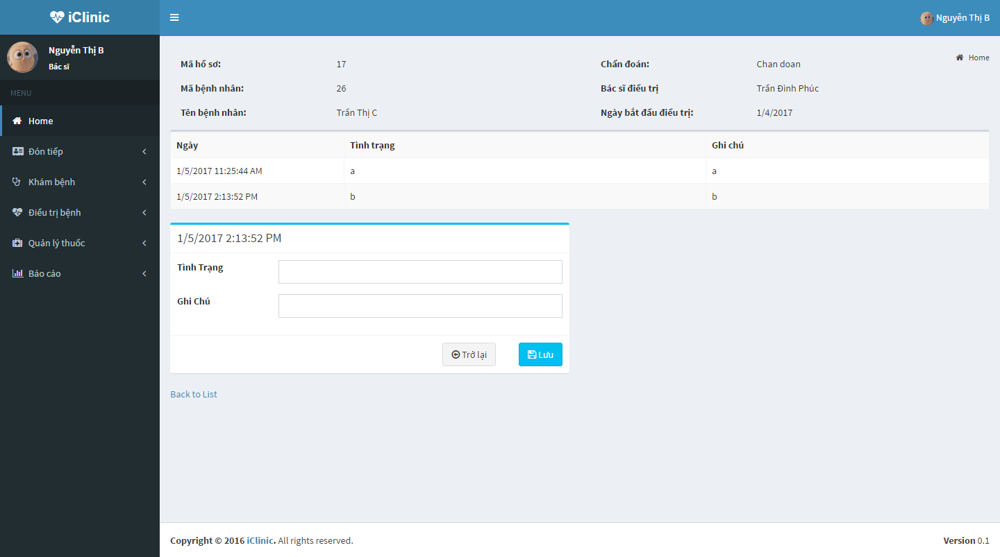 iClinic
Nguyễn Thị B
Nguyễn Thị B
Bác sĩ
MENU
Home
Đón tiếp
Khám bệnh
Điều trị bệnh
Quản lý thuốc
Báo cáo
Home
Mã hồ sơ: 17 Chẩn đoán: Chan doan
Mã bệnh nhân: 26 Bác sĩ điều trị Trần Đình Phúc
Tên bệnh nhân: Trần Thị C Ngày bắt đầu điều trị: 1/4/2017
Ngày Tình trạng Ghi chú
1/5/2017 11:25:44 AM a a
1/5/2017 2:13:52 PM b b
1/5/2017 2:13:52 PM
Tình Trạng
Ghi Chú
Trở lại Lưu
Back to List
Copyright © 2016 iClinic. All rights reserved. Version 0.1